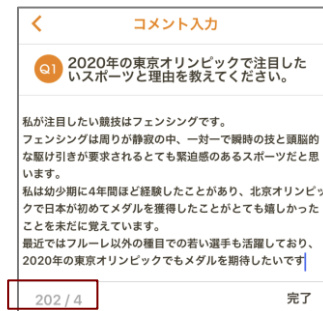 コメント入力
Q1 2020年の東京オリンピックで注目した
いスポーツと理由を教えてください。
私が注目したい競技はフェンシングです。
フェンシングは周りが静寂の中、一対一で瞬時の技と頭脳的
な駆け引きが要求されるとても緊迫感のあるスポーツだと思
います。
私は幼少期に4年間ほど経験したことがあり、北京オリンピッ
クで日本が初めてメダルを獲得したことがとても嬉しかった
ことを未だに覚えています。
最近ではフルーレ以外の種目での若い選手も活躍しており、
2020年の東京オリンピックでもメダルを期待したいです
202 / 4
完了